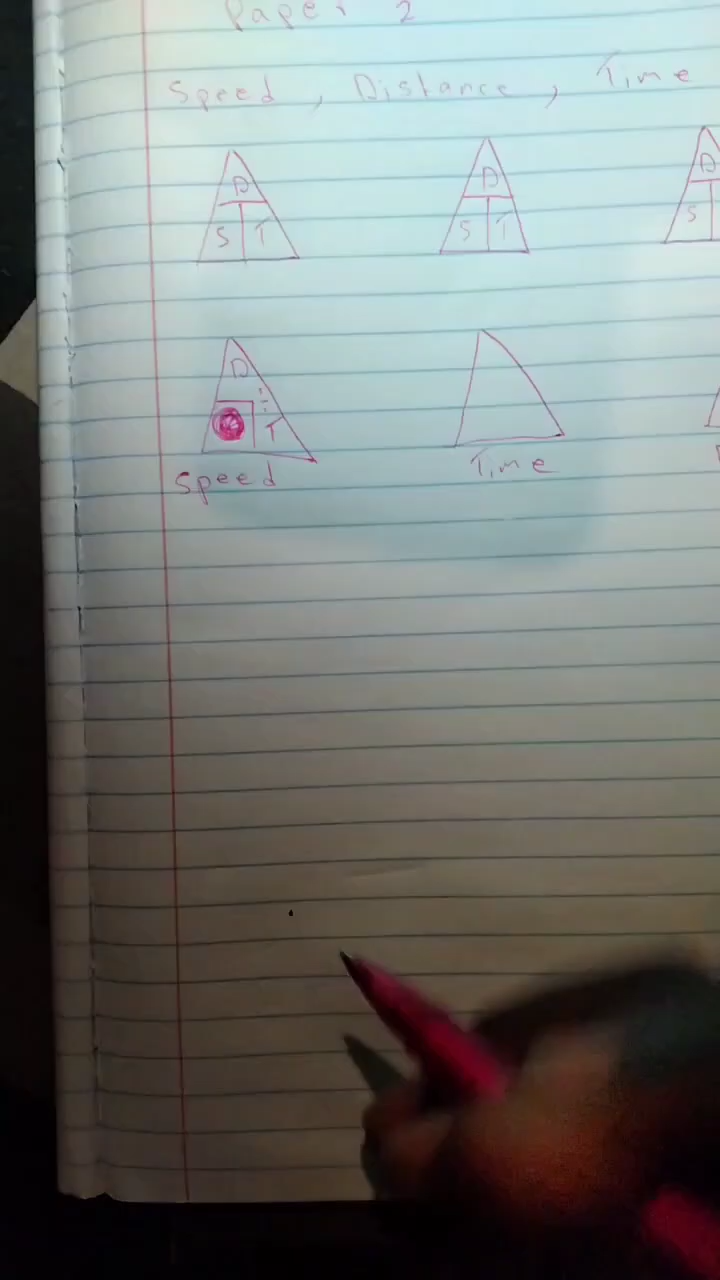 Paper 2
Speed, Distance, Time
D D D
S T S T S
D
÷
T
Speed Time